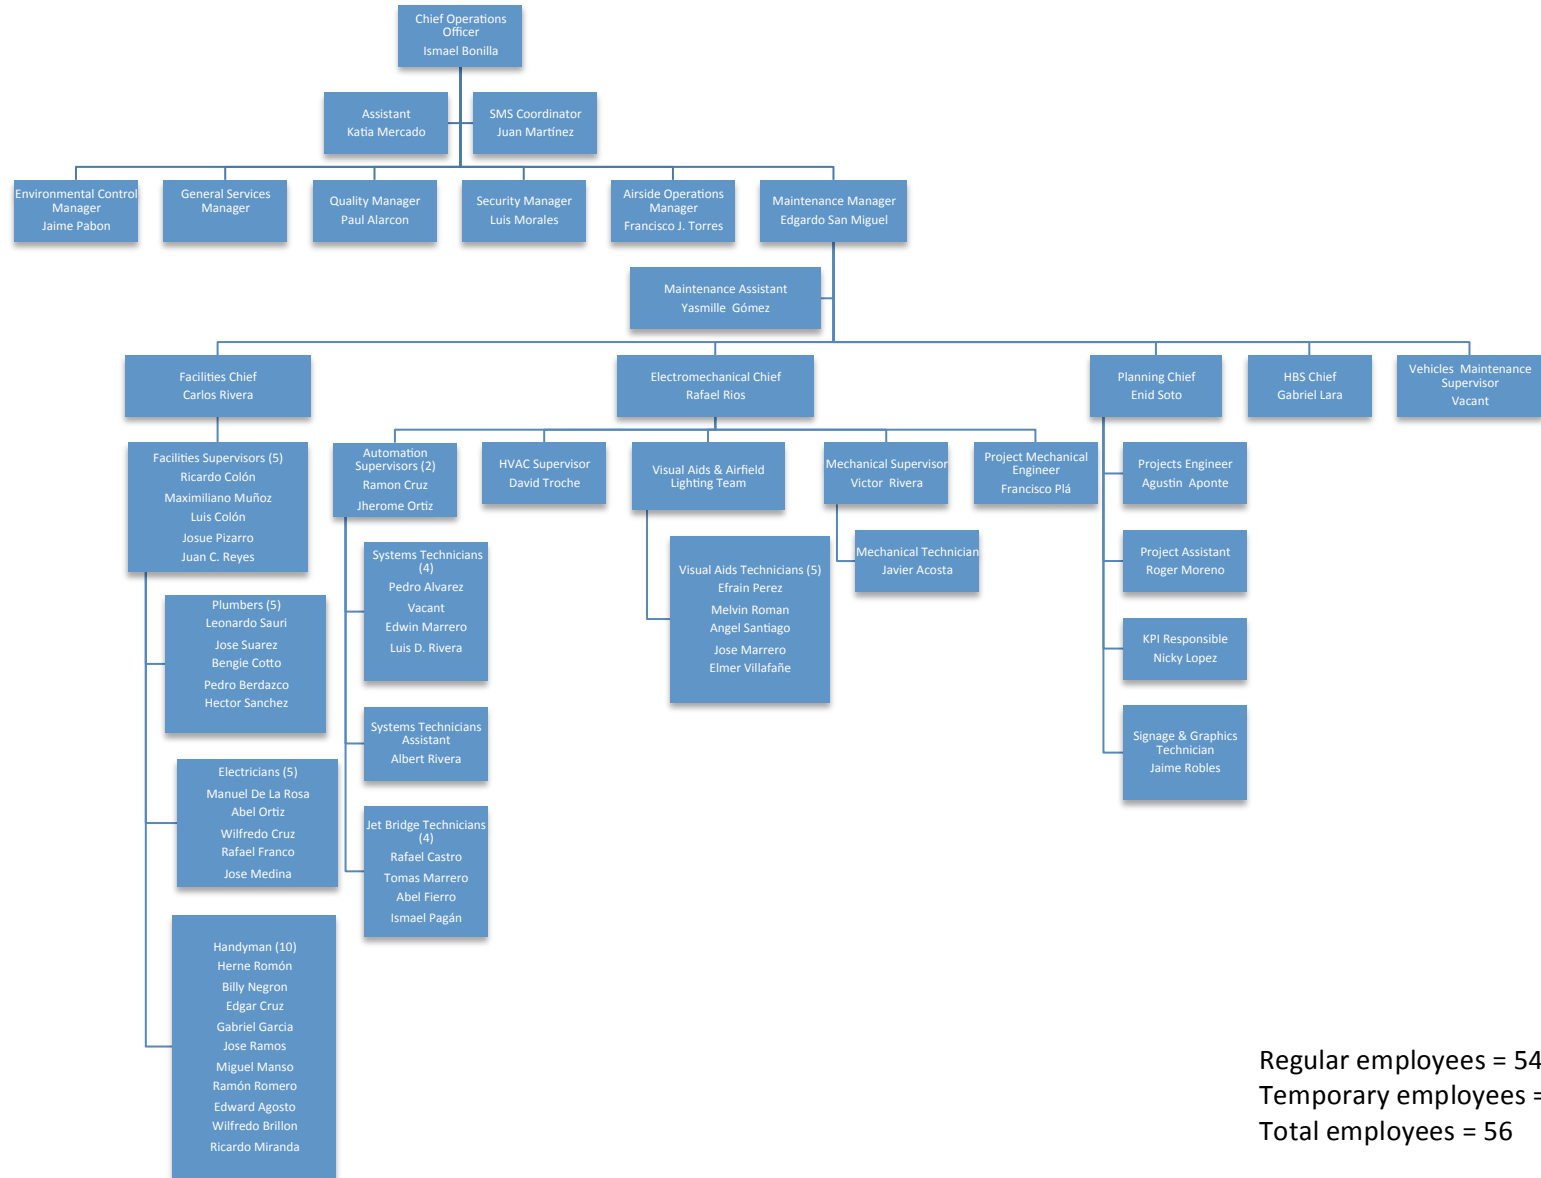 Chief Operations
Officer
Ismael Bonilla
Assistant
Katia Mercado
SMS Coordinator
Juan Martínez
Environmental Control
Manager
Jaime Pabon
General Services
Manager
Quality Manager
Paul Alarcon
Security Manager
Luis Morales
Airside Operations
Manager
Francisco J. Torres
Maintenance Manager
Edgardo San Miguel
Maintenance Assistant
Yasmille Gómez
Facilities Chief
Carlos Rivera
Electromechanical Chief
Rafael Rios
Planning Chief
Enid Soto
HBS Chief
Gabriel Lara
Vehicles Maintenance
Supervisor
Vacant
Facilities Supervisors (5)
Ricardo Colón
Maximiliano Muñoz
Luis Colón
Josue Pizarro
Juan C. Reyes
Automation
Supervisors (2)
Ramon Cruz
Jherome Ortiz
HVAC Supervisor
David Troche
Visual Aids & Airfield
Lighting Team
Mechanical Supervisor
Victor Rivera
Project Mechanical
Engineer
Francisco Plá
Projects Engineer
Agustin Aponte
Systems Technicians
(4)
Pedro Alvarez
Vacant
Edwin Marrero
Luis D. Rivera
Visual Aids Technicians (5)
Efrain Perez
Melvin Roman
Angel Santiago
Jose Marrero
Elmer Villafañe
Mechanical Technician
Javier Acosta
Project Assistant
Roger Moreno
Plumbers (5)
Leonardo Sauri
Jose Suarez
Bengie Cotto
Pedro Berdazco
Hector Sanchez
KPI Responsible
Nicky Lopez
Systems Technicians
Assistant
Albert Rivera
Signage & Graphics
Technician
Jaime Robles
Electricians (5)
Manuel De La Rosa
Abel Ortiz
Wilfredo Cruz
Rafael Franco
Jose Medina
Jet Bridge Technicians
(4)
Rafael Castro
Tomas Marrero
Abel Fierro
Ismael Pagán
Handyman (10)
Herne Romón
Billy Negron
Edgar Cruz
Gabriel Garcia
Jose Ramos
Miguel Manso
Ramón Romero
Edward Agosto
Wilfredo Brillon
Ricardo Miranda
Regular employees = 54
Temporary employees =
Total employees = 56